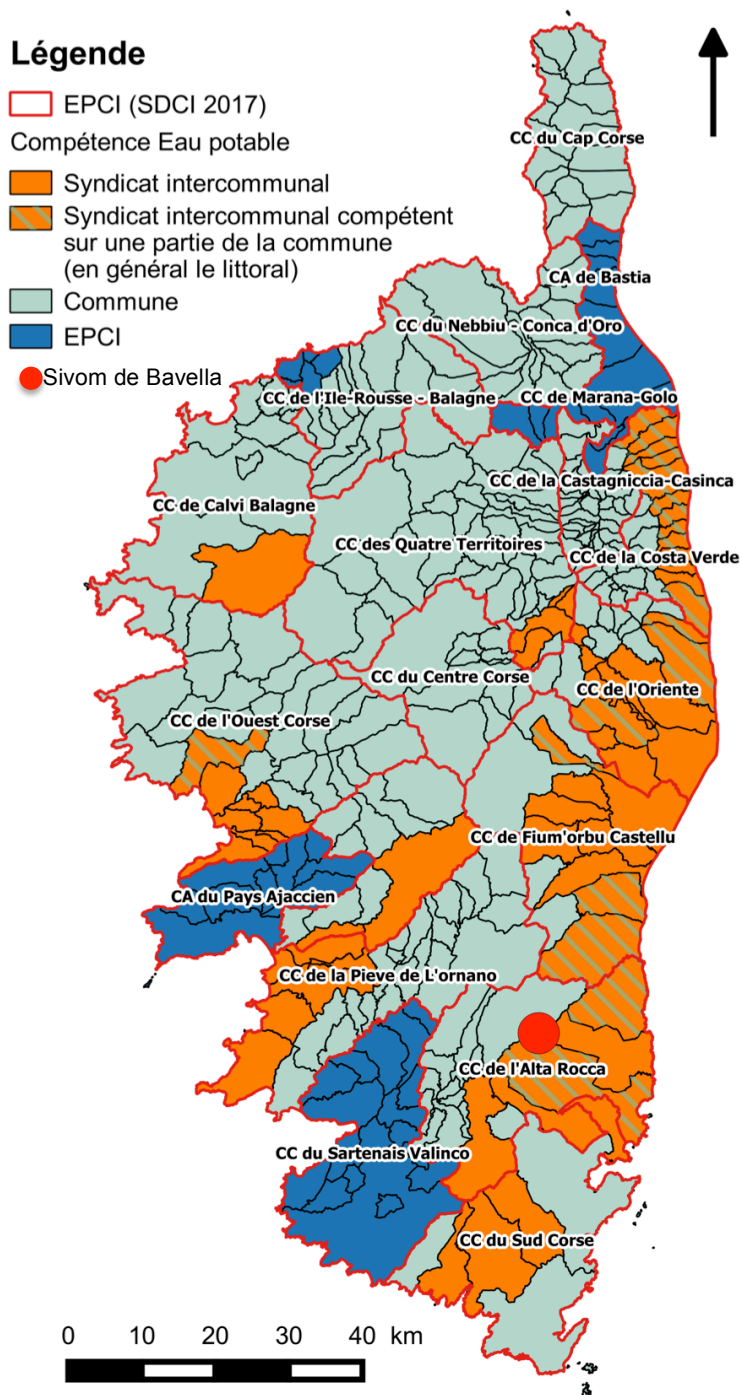 Légende
EPCI (SDCI 2017)
Compétence Eau potable
Syndicat intercommunal
Syndicat intercommunal compétent
sur une partie de la commune
(en général le littoral)
Commune
EPCI
Sivom de Bavella
CC du Cap Corse
CA de Bastia
CC du Nebbiu - Conca d'Oro
CC de l'Ile-Rousse - Balagne
CC de Marana-Golo
CC de la Castagniccia-Casinca
CC de Calvi Balagne
CC des Quatre Territoires
CC de la Costa Verde
CC du Centre Corse
CC de l'Oriente
CC de l'Ouest Corse
CC de Fium'orbu Castellu
CA du Pays Ajaccien
CC de la Pieve de L'ornano
CC de l'Alta Rocca
CC du Sartenais Valinco
CC du Sud Corse
0 10 20 30 40 km